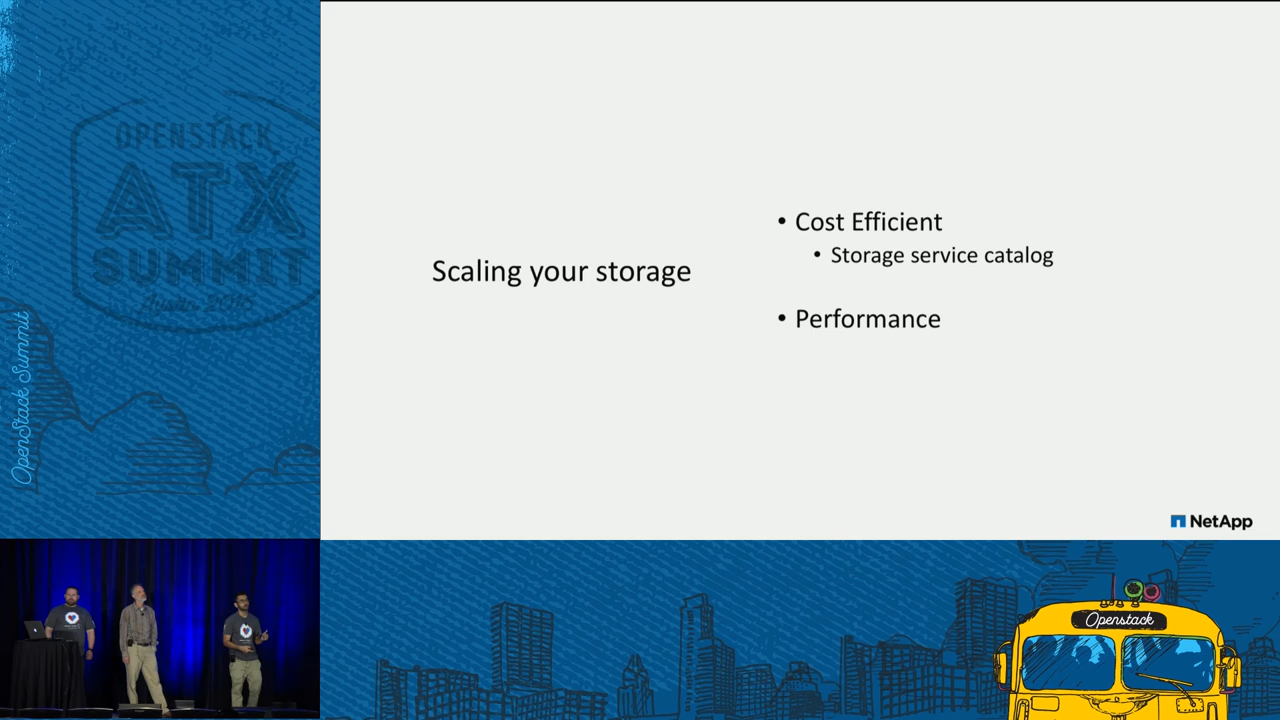 OPENSTACK
ATX
SUMMIT
Austin 2016
OpenStack Summit
Scaling your storage
• Cost Efficient
• Storage service catalog
• Performance
NetApp
Openstack